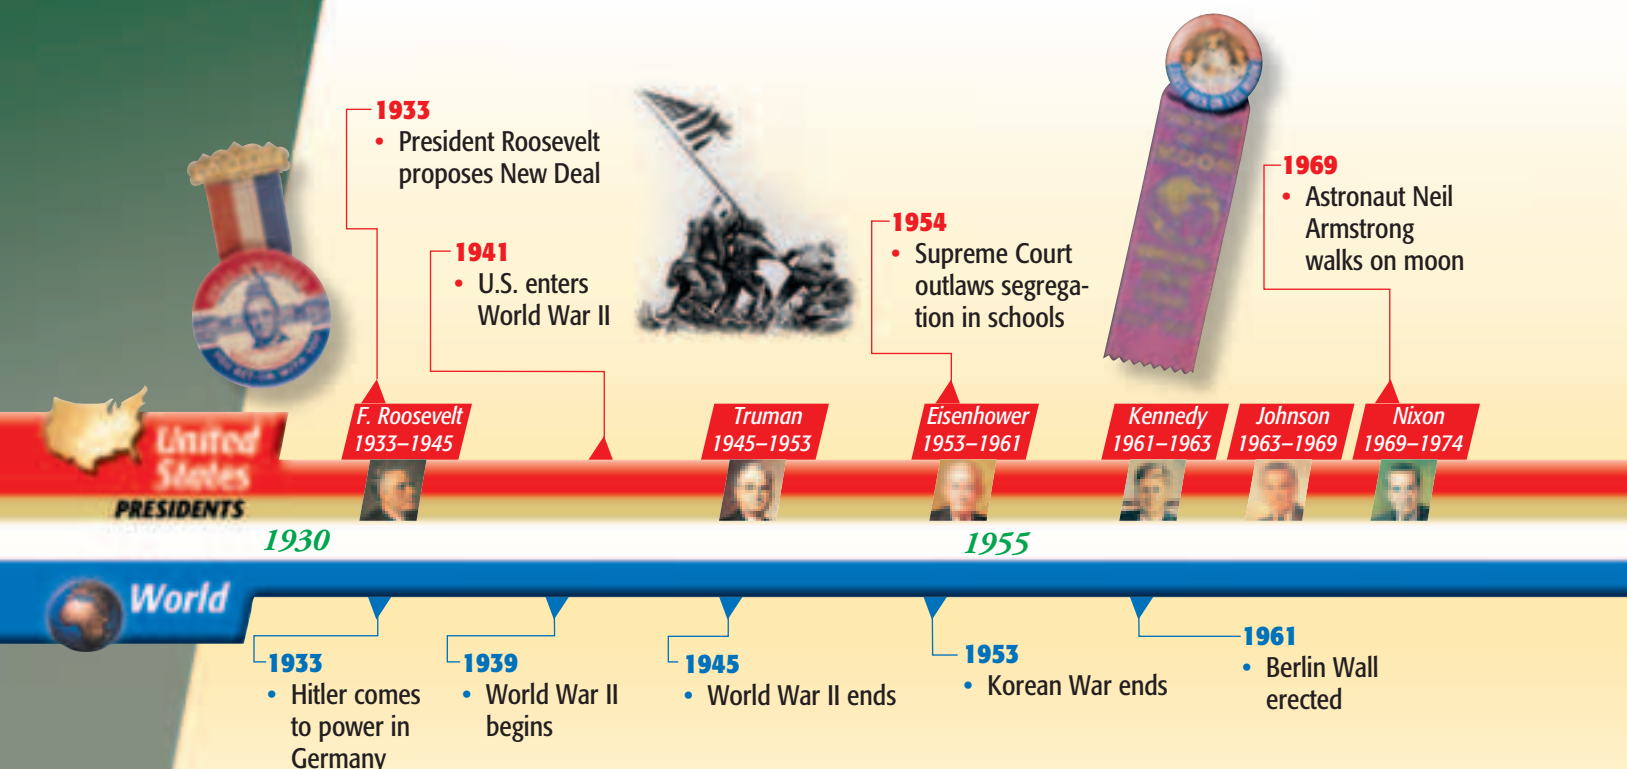 1933
• President Roosevelt
proposes New Deal
1941
• U.S. enters
World War II
1954
• Supreme Court
outlaws segrega-
tion in schools
1969
• Astronaut Neil
Armstrong
walks on moon
United
States
PRESIDENTS
F. Roosevelt
1933–1945
Truman
1945–1953
Eisenhower
1953–1961
Kennedy
1961–1963
Johnson
1963–1969
Nixon
1969–1974
1930
1955
World
1933
• Hitler comes
to power in
Germany
1939
• World War II
begins
1945
• World War II ends
1953
• Korean War ends
1961
• Berlin Wall
erected
MOON